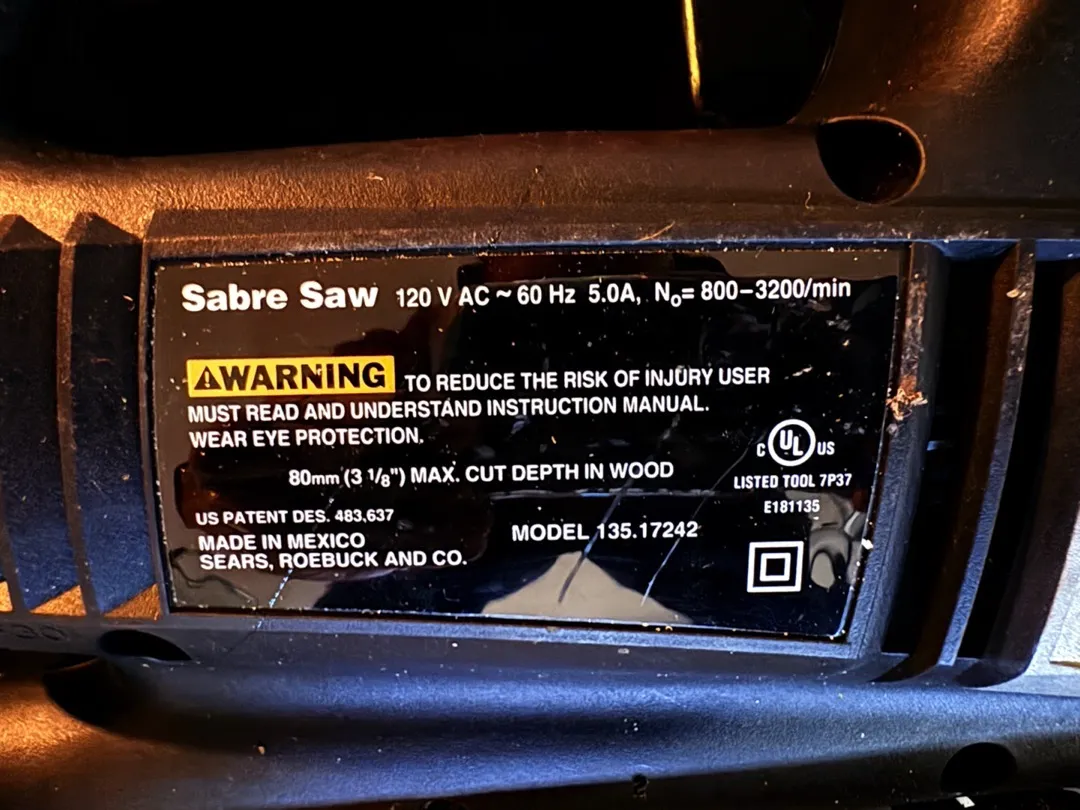 Sabre Saw 120 V AC ~ 60 Hz 5.0A, No= 800–3200/min
⚠WARNING TO REDUCE THE RISK OF INJURY USER
MUST READ AND UNDERSTAND INSTRUCTION MANUAL.
WEAR EYE PROTECTION.
80mm (3 1/8") MAX. CUT DEPTH IN WOOD
C UL US
LISTED TOOL 7P37
E181135
US PATENT DES. 483,637
MADE IN MEXICO
SEARS, ROEBUCK AND CO.
MODEL 135.17242